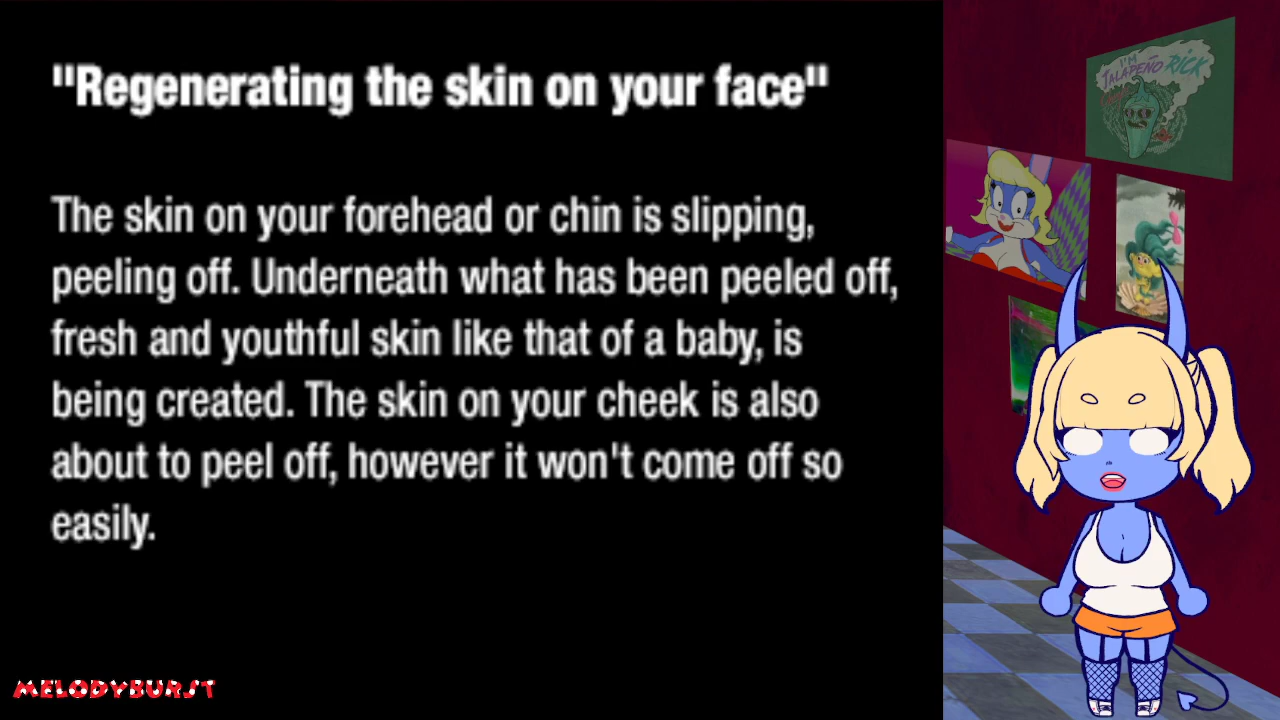 "Regenerating the skin on your face"
The skin on your forehead or chin is slipping,
peeling off. Underneath what has been peeled off,
fresh and youthful skin like that of a baby, is
being created. The skin on your cheek is also
about to peel off, however it won't come off so
easily.
I'M
JALAPEÑO RICK
MELODYBURST